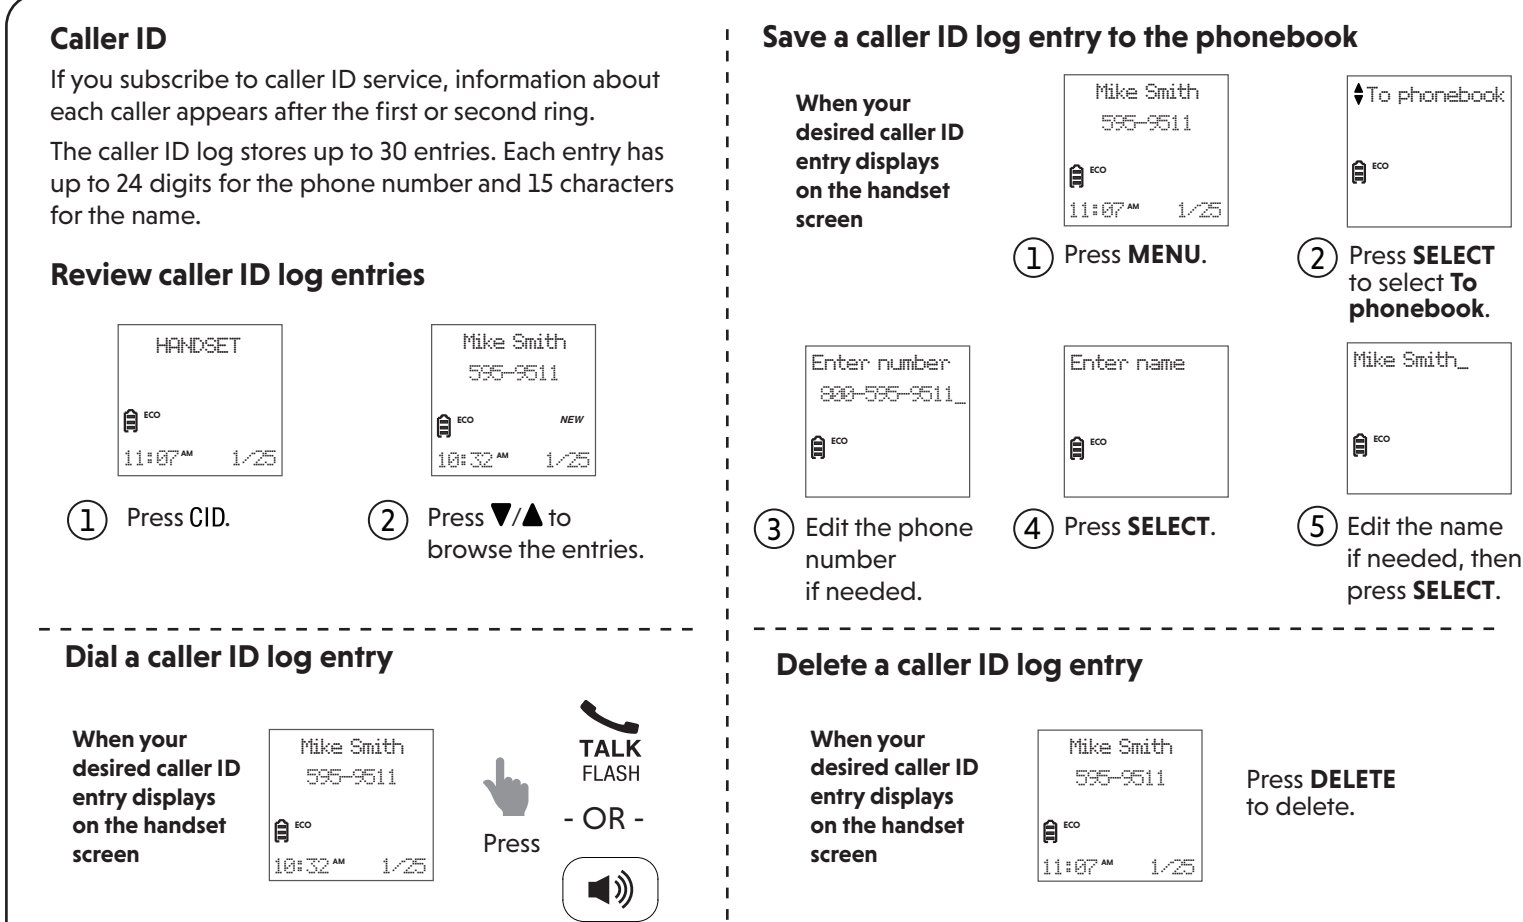 Caller ID
If you subscribe to caller ID service, information about
each caller appears after the first or second ring.
The caller ID log stores up to 30 entries. Each entry has
up to 24 digits for the phone number and 15 characters
for the name.
Review caller ID log entries
HANDSET
ECO
11:07 AM 1/25
1 Press CID.
Mike Smith
595-9511
ECO NEW
10:32 AM 1/25
2 Press ▼/▲ to
browse the entries.
Dial a caller ID log entry
When your
desired caller ID
entry displays
on the handset
screen
Mike Smith
595-9511
ECO
10:32 AM 1/25
Press
TALK
FLASH
- OR -
Save a caller ID log entry to the phonebook
When your
desired caller ID
entry displays
on the handset
screen
Mike Smith
595-9511
ECO
11:07 AM 1/25
1 Press MENU.
To phonebook
ECO
2 Press SELECT
to select To
phonebook.
Enter number
800-595-9511_
ECO
3 Edit the phone
number
if needed.
Enter name
ECO
4 Press SELECT.
Mike Smith_
ECO
5 Edit the name
if needed, then
press SELECT.
Delete a caller ID log entry
When your
desired caller ID
entry displays
on the handset
screen
Mike Smith
595-9511
ECO
11:07 AM 1/25
Press DELETE
to delete.